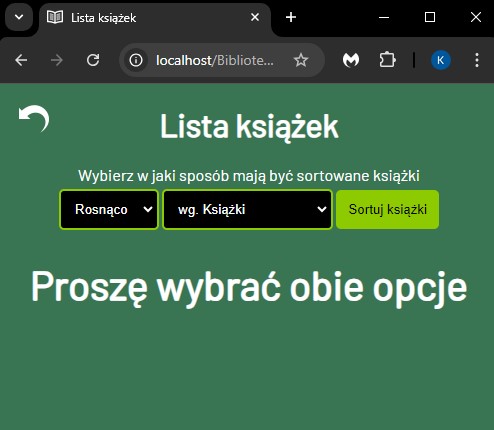 Lista książek
localhost/Bibliote...
K
Lista książek
Wybierz w jaki sposób mają być sortowane książki
Rosnąco wg. Książki Sortuj książki
Proszę wybrać obie opcje